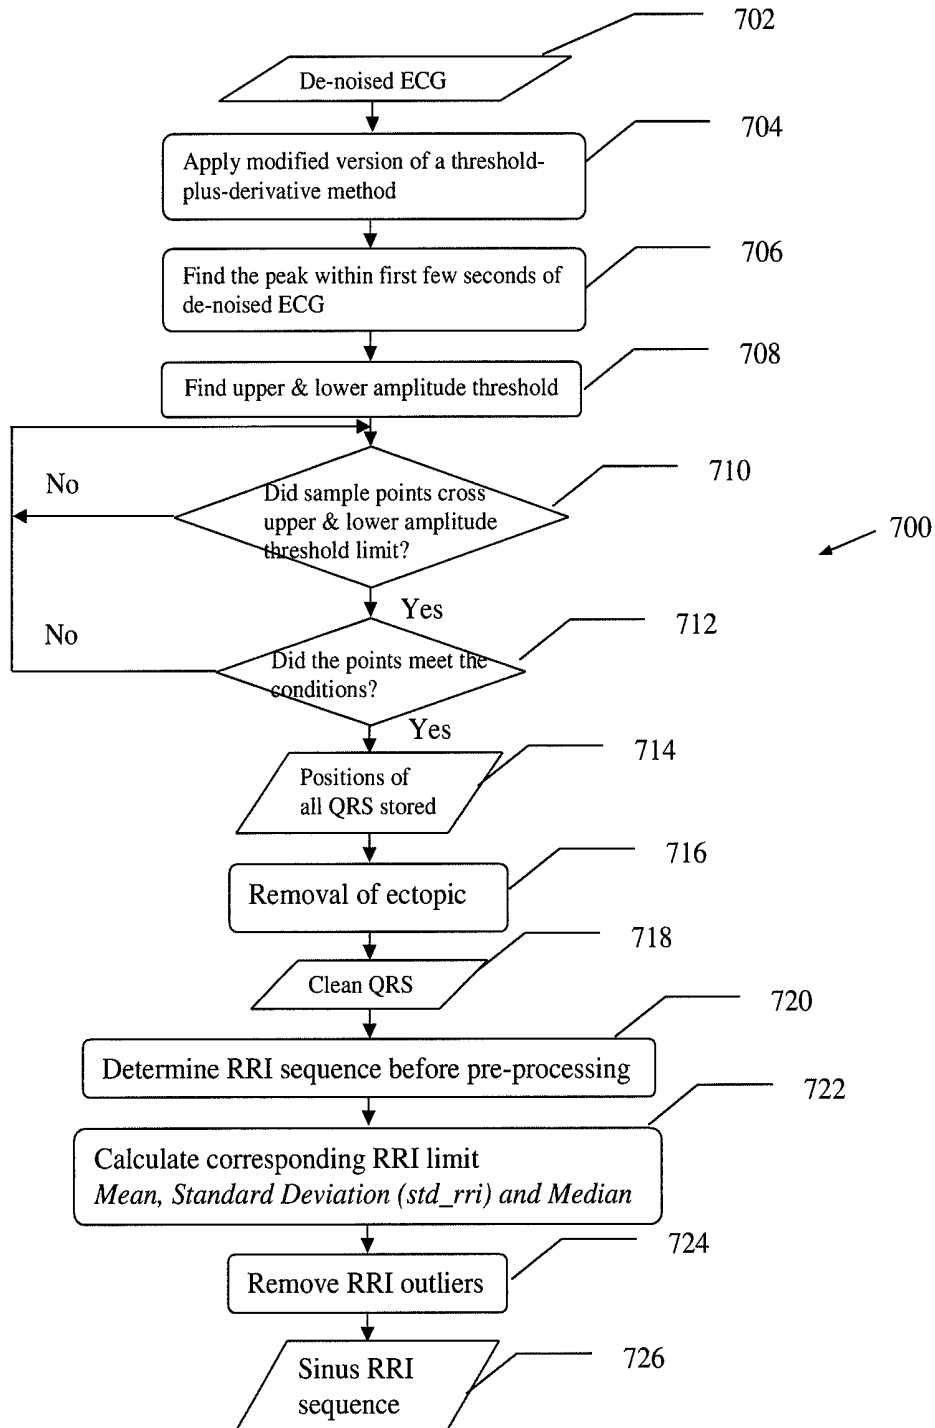 702
De-noised ECG
704
Apply modified version of a threshold-
plus-derivative method
706
Find the peak within first few seconds of
de-noised ECG
708
Find upper & lower amplitude threshold
710
No
Did sample points cross
upper & lower amplitude
threshold limit?
700
Yes
712
No
Did the points meet the
conditions?
Yes
714
Positions of
all QRS stored
716
Removal of ectopic
718
Clean QRS
720
Determine RRI sequence before pre-processing
722
Calculate corresponding RRI limit
Mean, Standard Deviation (std_rri) and Median
724
Remove RRI outliers
726
Sinus RRI
sequence